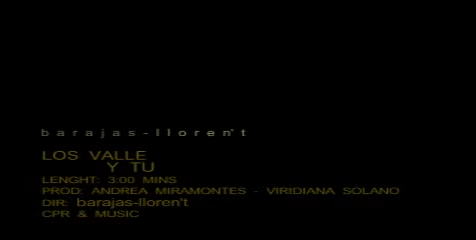 barajas-lloren't
LOS VALLE
Y TU
LENGHT: 3:00 MINS
PROD: ANDREA MIRAMONTES - VIRIDIANA SOLANO
DIR: barajas-lloren't
CPR & MUSIC